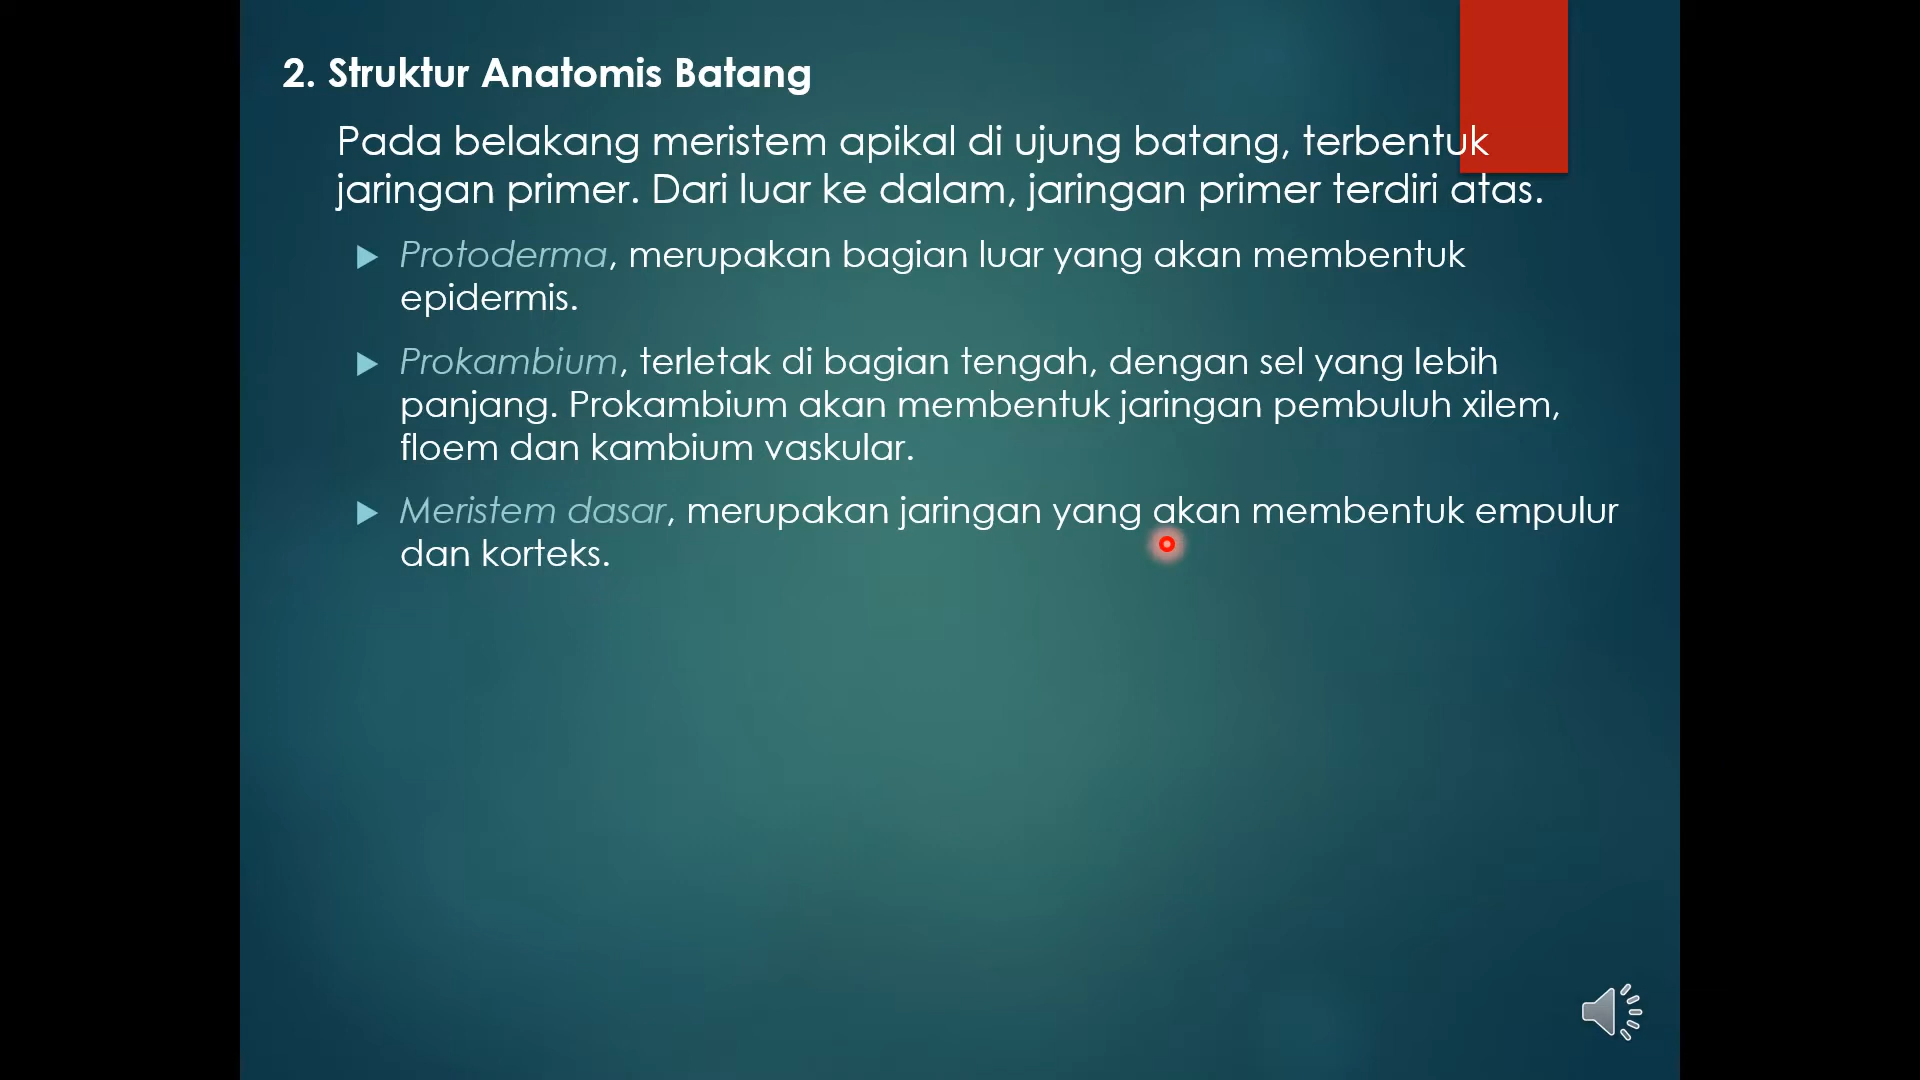 2. Struktur Anatomis Batang
Pada belakang meristem apikal di ujung batang, terbentuk
jaringan primer. Dari luar ke dalam, jaringan primer terdiri atas.
Protoderma, merupakan bagian luar yang akan membentuk
epidermis.
Prokambium, terletak di bagian tengah, dengan sel yang lebih
panjang. Prokambium akan membentuk jaringan pembuluh xilem,
floem dan kambium vaskular.
Meristem dasar, merupakan jaringan yang akan membentuk empulur
dan korteks.